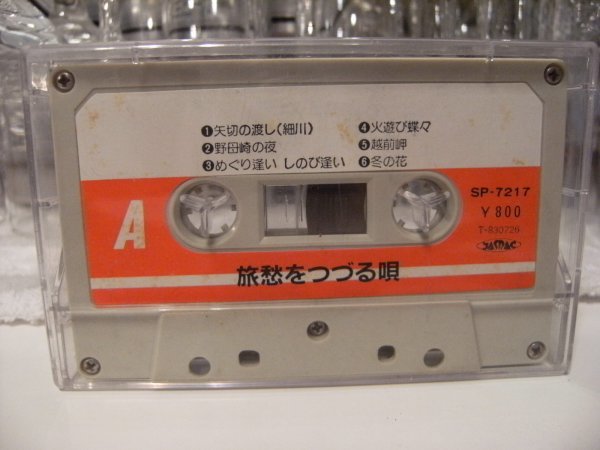 ❶矢切の渡し(細川)
❷野母崎の夜
❸めぐり逢い しのび逢い
❹火遊び蝶々
❺越前岬
❻冬の花
A
SP-7217
¥800
T-830726
JASRAC
旅愁をつづる唄